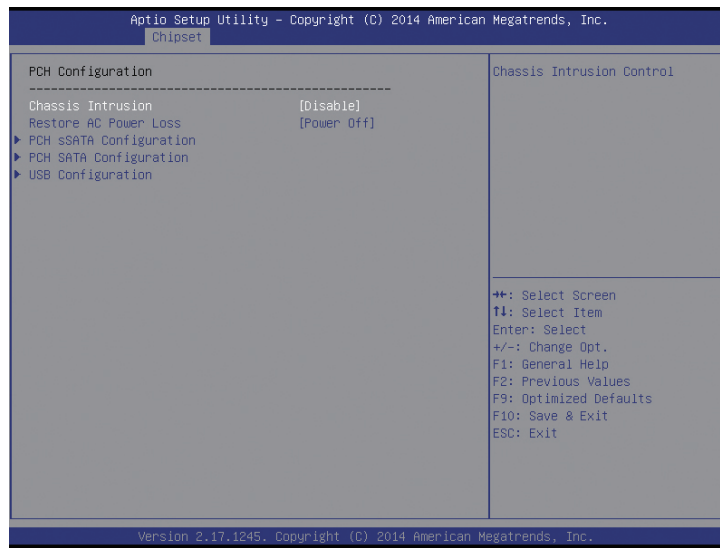 Aptio Setup Utility – Copyright (C) 2014 American Megatrends, Inc.
Chipset
PCH Configuration
--------------------------------------------------
Chassis Intrusion [Disable]
Restore AC Power Loss [Power Off]
▶ PCH sSATA Configuration
▶ PCH SATA Configuration
▶ USB Configuration
Chassis Intrusion Control
→←: Select Screen
↑↓: Select Item
Enter: Select
+/-: Change Opt.
F1: General Help
F2: Previous Values
F9: Optimized Defaults
F10: Save & Exit
ESC: Exit
Version 2.17.1245. Copyright (C) 2014 American Megatrends, Inc.